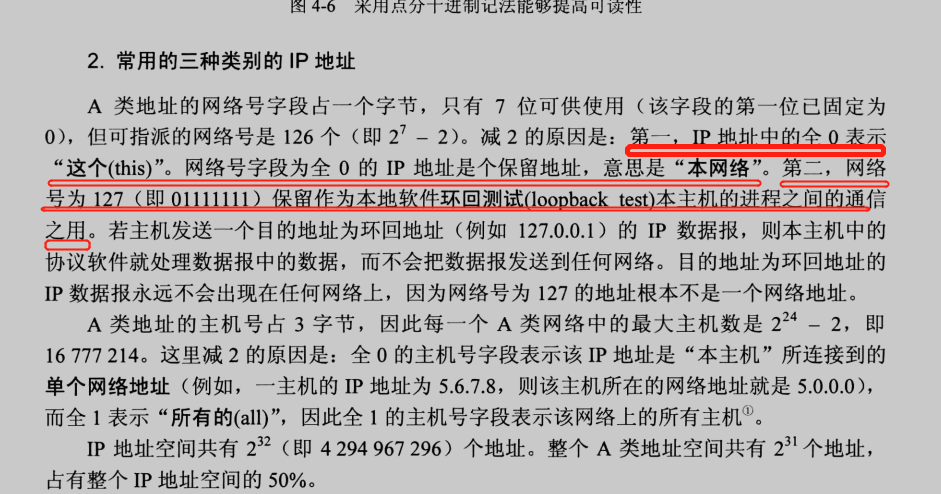 图 4-6 采用点分十进制记法能够提高可读性
2. 常用的三种类别的 IP 地址
A 类地址的网络号字段占一个字节，只有 7 位可供使用（该字段的第一位已固定为
0），但可指派的网络号是 126 个（即 2⁷ – 2）。减 2 的原因是：第一，IP 地址中的全 0 表示
“这个(this)”。网络号字段为全 0 的 IP 地址是个保留地址，意思是“本网络”。第二，网络
号为 127（即 01111111）保留作为本地软件环回测试(loopback test)本主机的进程之间的通信
之用。若主机发送一个目的地址为环回地址（例如 127.0.0.1）的 IP 数据报，则本主机中的
协议软件就处理数据报中的数据，而不会把数据报发送到任何网络。目的地址为环回地址的
IP 数据报永远不会出现在任何网络上，因为网络号为 127 的地址根本不是一个网络地址。
A 类地址的主机号占 3 字节，因此每一个 A 类网络中的最大主机数是 2²⁴ – 2，即
16 777 214。这里减 2 的原因是：全 0 的主机号字段表示该 IP 地址是“本主机”所连接到的
单个网络地址（例如，一主机的 IP 地址为 5.6.7.8，则该主机所在的网络地址就是 5.0.0.0），
而全 1 表示“所有的(all)”，因此全 1 的主机号字段表示该网络上的所有主机①。
IP 地址空间共有 2³²（即 4 294 967 296）个地址。整个 A 类地址空间共有 2³¹ 个地址，
占有整个 IP 地址空间的 50%。